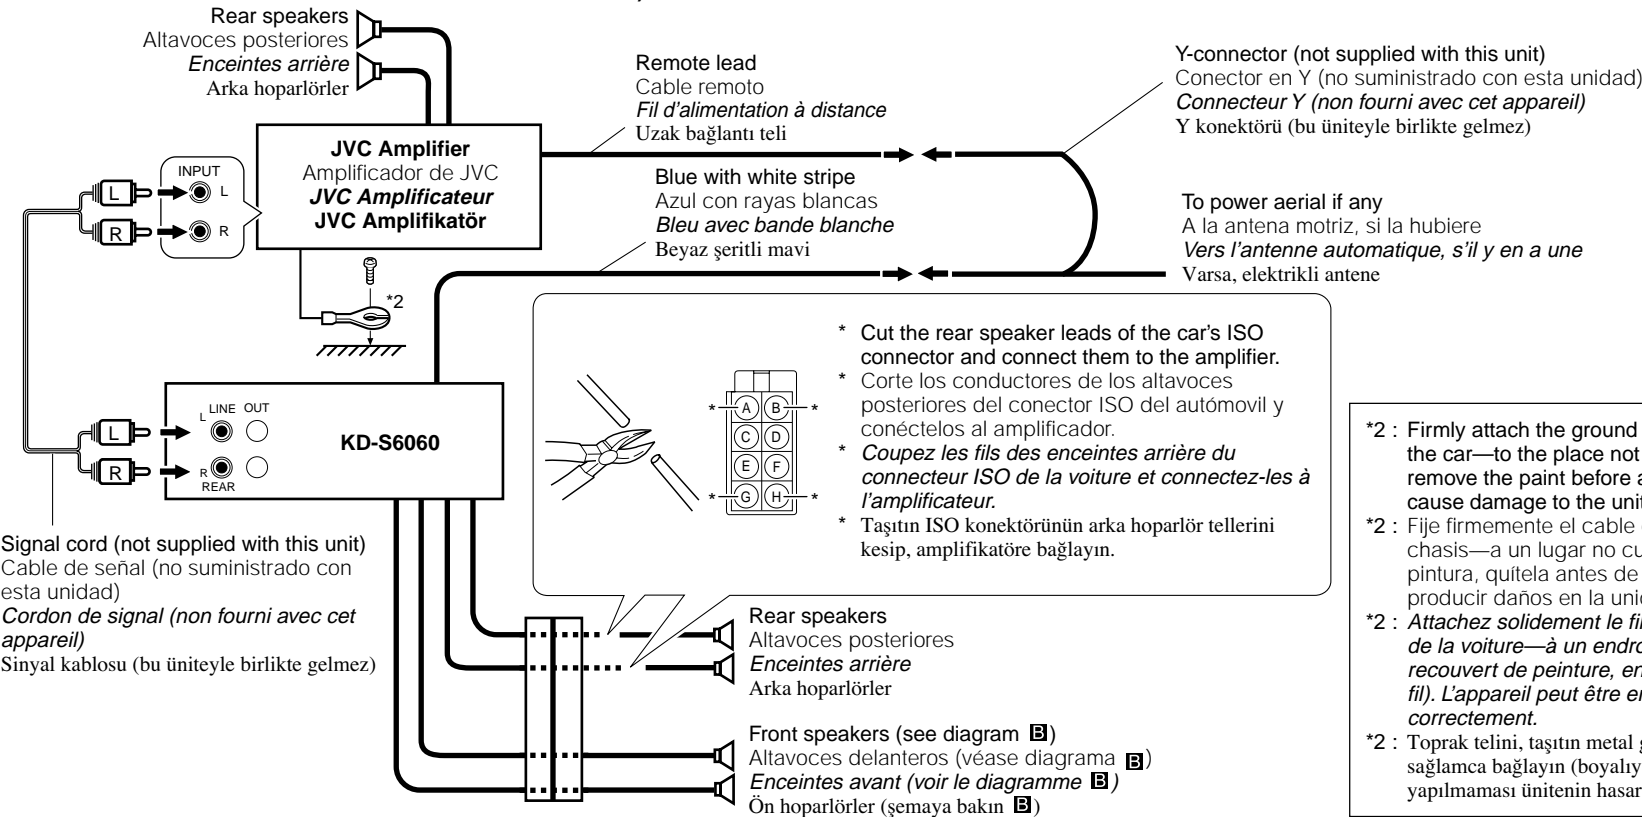 Rear speakers
Altavoces posteriores
Enceintes arrière
Arka hoparlörler
Remote lead
Cable remoto
Fil d'alimentation à distance
Uzak bağlantı teli
Y-connector (not supplied with this unit)
Conector en Y (no suministrado con esta unidad)
Connecteur Y (non fourni avec cet appareil)
Y konektörü (bu üniteyle birlikte gelmez)
JVC Amplifier
Amplificador de JVC
JVC Amplificateur
JVC Amplifikatör
INPUT
L
L
R
R
Blue with white stripe
Azul con rayas blancas
Bleu avec bande blanche
Beyaz şeritli mavi
To power aerial if any
A la antena motriz, si la hubiere
Vers l'antenne automatique, s'il y en a une
Varsa, elektrikli antene
*2
* Cut the rear speaker leads of the car's ISO
connector and connect them to the amplifier.
* Corte los conductores de los altavoces
posteriores del conector ISO del autómovil y
conéctelos al amplificador.
* Coupez les fils des enceintes arrière du
connecteur ISO de la voiture et connectez-les à
l'amplificateur.
* Taşıtın ISO konektörünün arka hoparlör tellerini
kesip, amplifikatöre bağlayın.
* A B *
C D
E F
* G H *
LINE OUT
L
L
R
R
REAR
KD-S6060
Signal cord (not supplied with this unit)
Cable de señal (no suministrado con
esta unidad)
Cordon de signal (non fourni avec cet
appareil)
Sinyal kablosu (bu üniteyle birlikte gelmez)
Rear speakers
Altavoces posteriores
Enceintes arrière
Arka hoparlörler
Front speakers (see diagram B)
Altavoces delanteros (véase diagrama B)
Enceintes avant (voir le diagramme B)
Ön hoparlörler (şemaya bakın B)
*2 : Firmly attach the ground
the car—to the place not
remove the paint before a
cause damage to the unit
*2 : Fije firmemente el cable
chasis—a un lugar no cu
pintura, quítela antes de
producir daños en la unid
*2 : Attachez solidement le fil
de la voiture—à un endro
recouvert de peinture, en
fil). L'appareil peut être e
correctement.
*2 : Toprak telini, taşıtın metal g
sağlamca bağlayın (boyalıy
yapılmaması ünitenin hasar